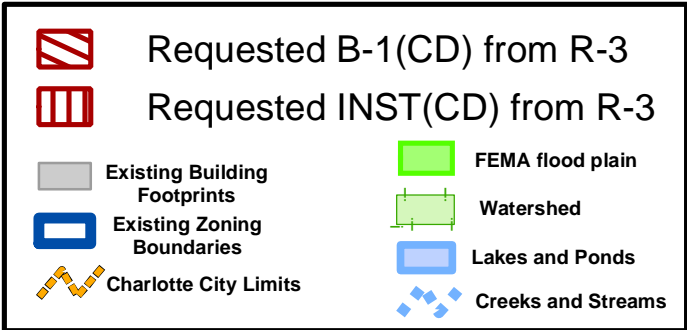 Requested B-1(CD) from R-3
Requested INST(CD) from R-3
Existing Building
Footprints
Existing Zoning
Boundaries
Charlotte City Limits
FEMA flood plain
Watershed
Lakes and Ponds
Creeks and Streams